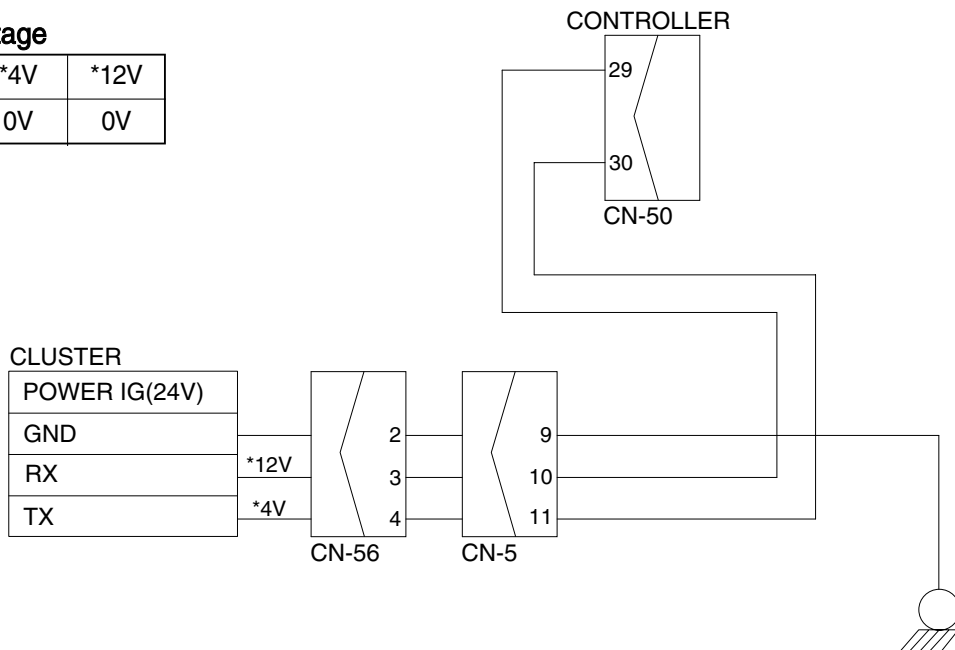 *4V *12V
0V 0V
CONTROLLER
29
30
CN-50
CLUSTER
POWER IG(24V)
GND
RX
TX
*12V
*4V
2
3
4
CN-56
9
10
11
CN-5